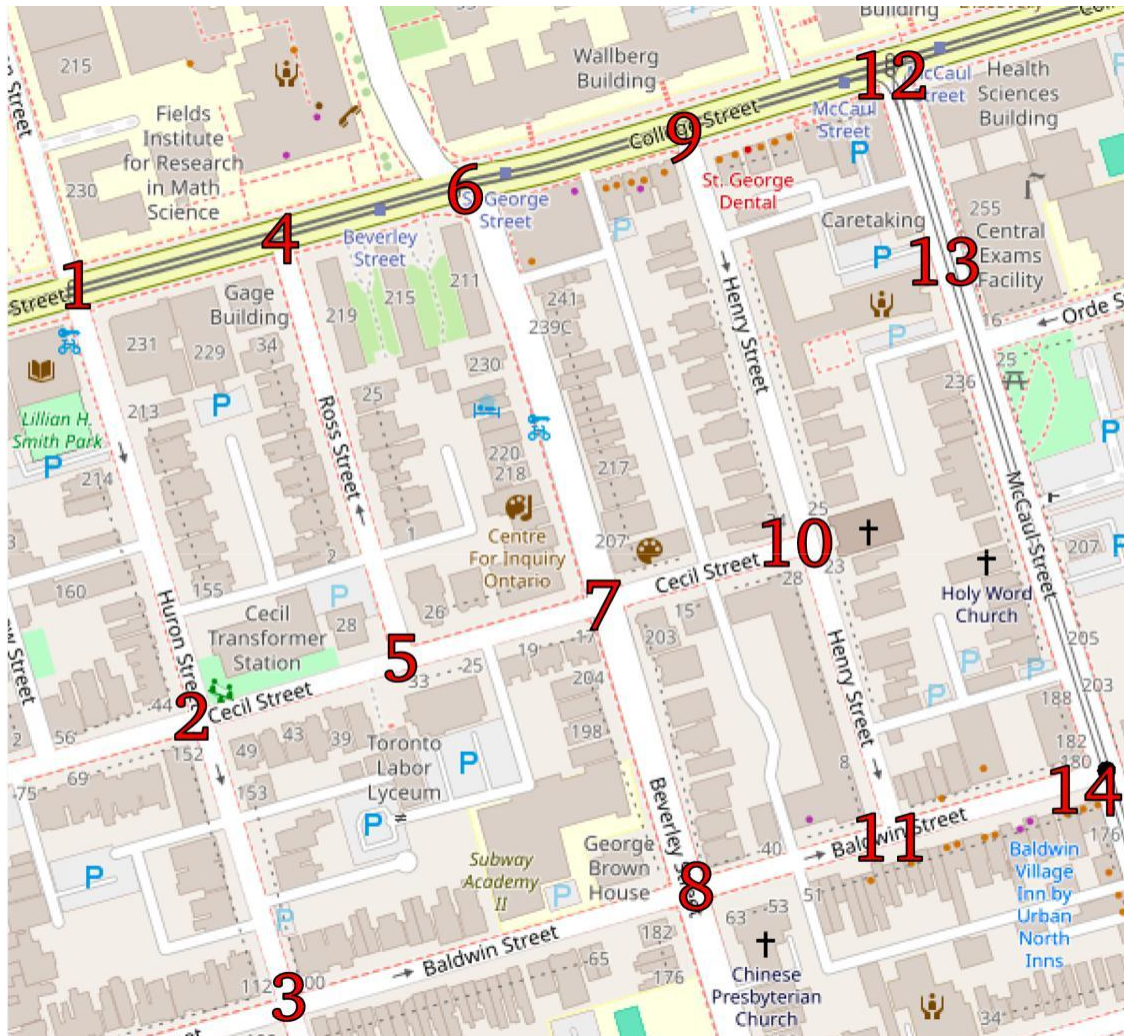 Building
Wallberg
Building
College Street
12
McCaul
Street
McCaul
Street
Health
Sciences
Building
215
Fields
Institute
for Research
in Math
Science
230
9
St. George
Dental
P
6
St. George
Street
4
Beverley
Street
Caretaking
P
255
Central
Exams
Facility
13
1
Street
Gage
Building
219
215
211
241
239C
P
Henry Street
P
16
Orde S
231
229
34
213
P
Lillian H.
Smith Park
P
214
25
Ross Street
230
220
218
217
236
25
P
McCaul Street
Centre
For Inquiry
Ontario
207
1
2
10
25
23
28
207
P
Holy Word
Church
Cecil Street
7
160
155
P
Cecil
Transformer
Station
28
26
15
Huron Street
5
Cecil Street
33
25
19
17
203
204
Henry Street
P
P
P
205
203
188
182
180
2
44
56
152
69
75
49
43
39
153
Toronto
Labor
Lyceum
P
P
198
Beverley Street
8
14
P
Subway
Academy
II
P
George
Brown
House
40
11
Baldwin Street
176
Baldwin
Village
Inn by
Urban
North
Inns
51
8
63
53
P
Baldwin Street
65
182
176
Chinese
Presbyterian
Church
3
112
100
34